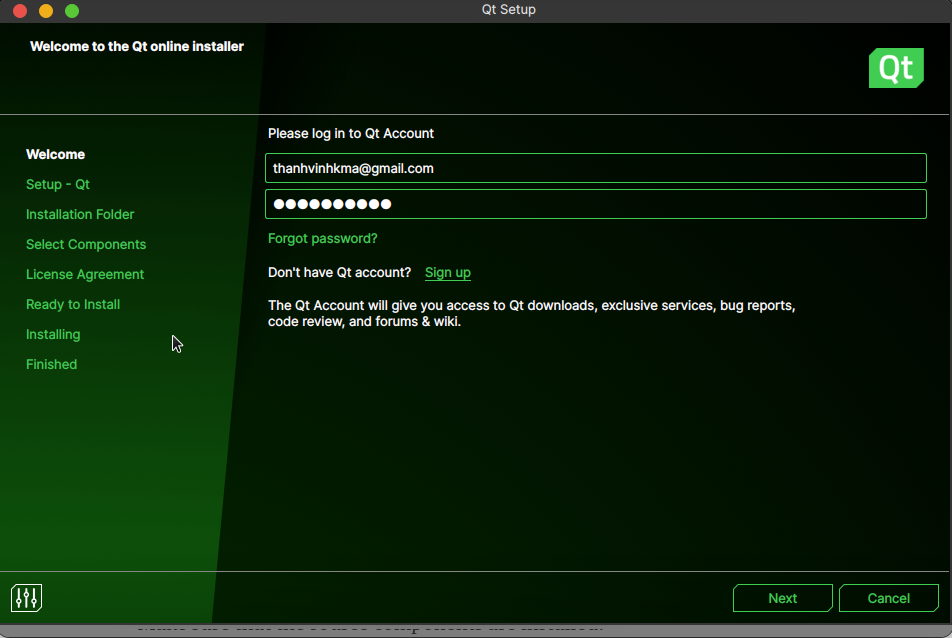 Qt Setup
Welcome to the Qt online installer
Qt
Please log in to Qt Account
Welcome
thanhvinhkma@gmail.com
Setup - Qt
Installation Folder
Forgot password?
Select Components
Don't have Qt account? Sign up
License Agreement
Ready to Install
The Qt Account will give you access to Qt downloads, exclusive services, bug reports,
code review, and forums & wiki.
Installing
Finished
Next
Cancel